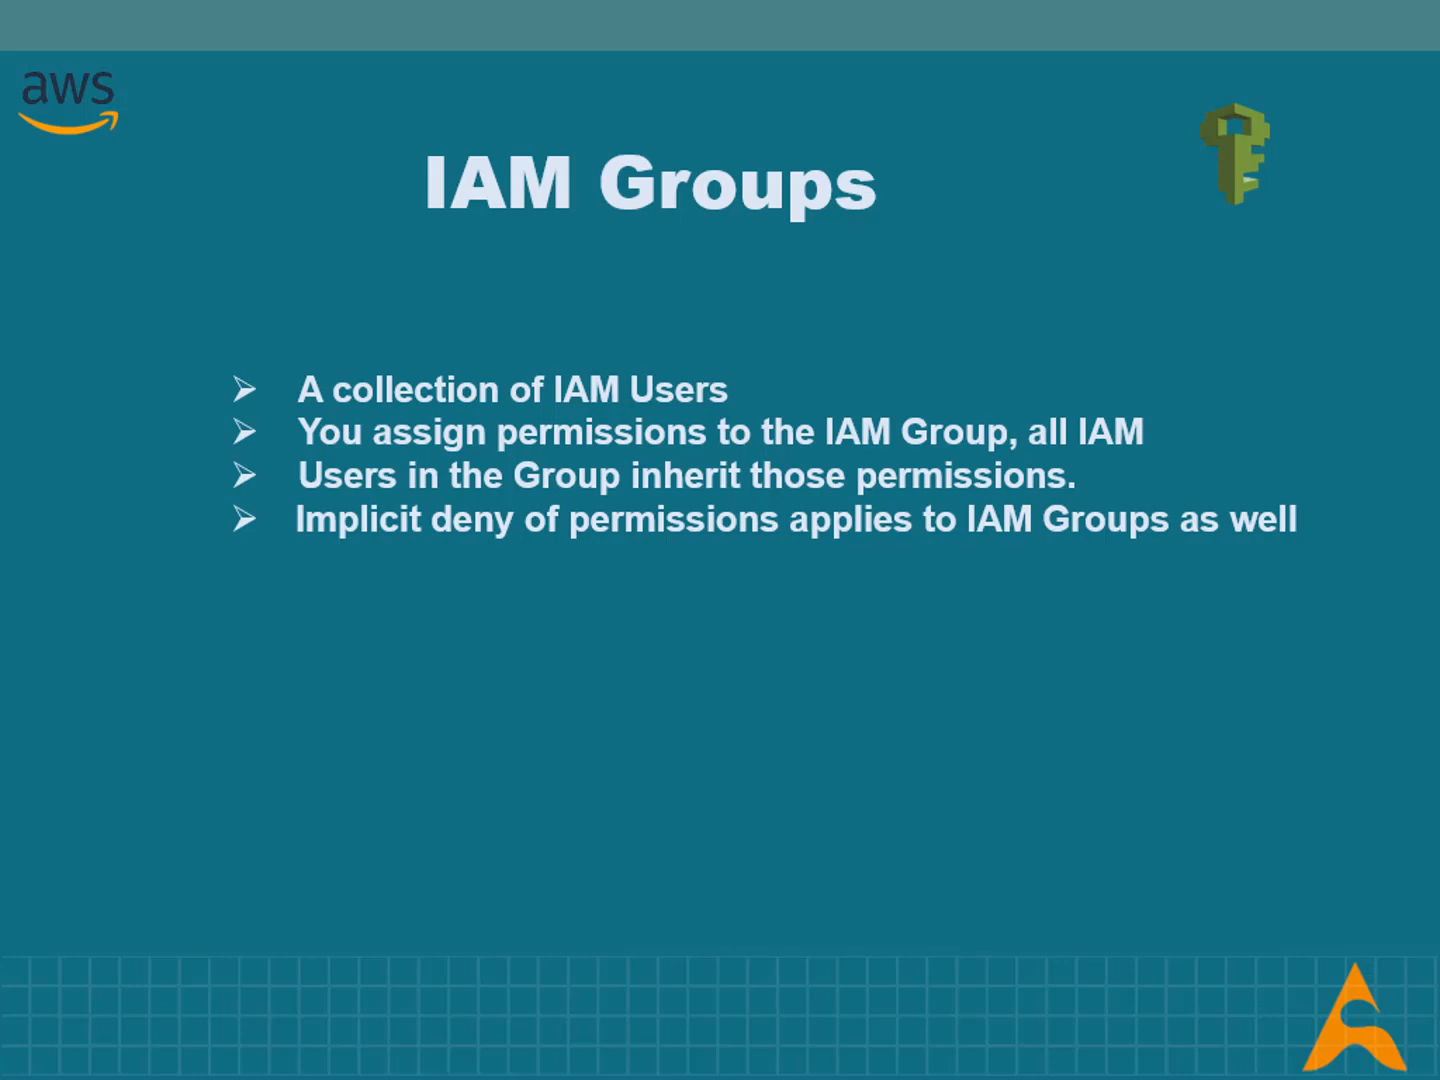 aws
IAM Groups
➢ A collection of IAM Users
➢ You assign permissions to the IAM Group, all IAM
➢ Users in the Group inherit those permissions.
➢ Implicit deny of permissions applies to IAM Groups as well